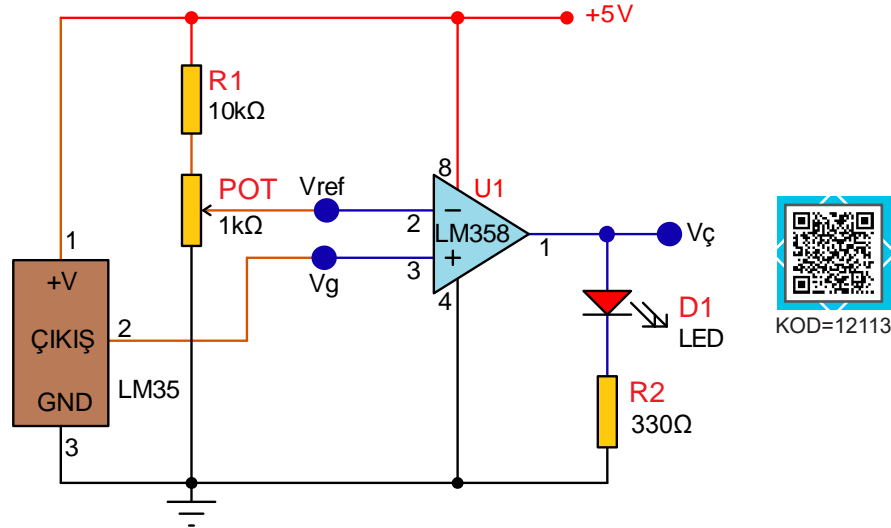 +5V
R1
10kΩ
POT
1kΩ
Vref
8
U1
2
−
LM358
1
Vç
3
+
Vg
4
1
+V
ÇIKIŞ
2
GND
LM35
3
D1
LED
R2
330Ω
KOD=12113